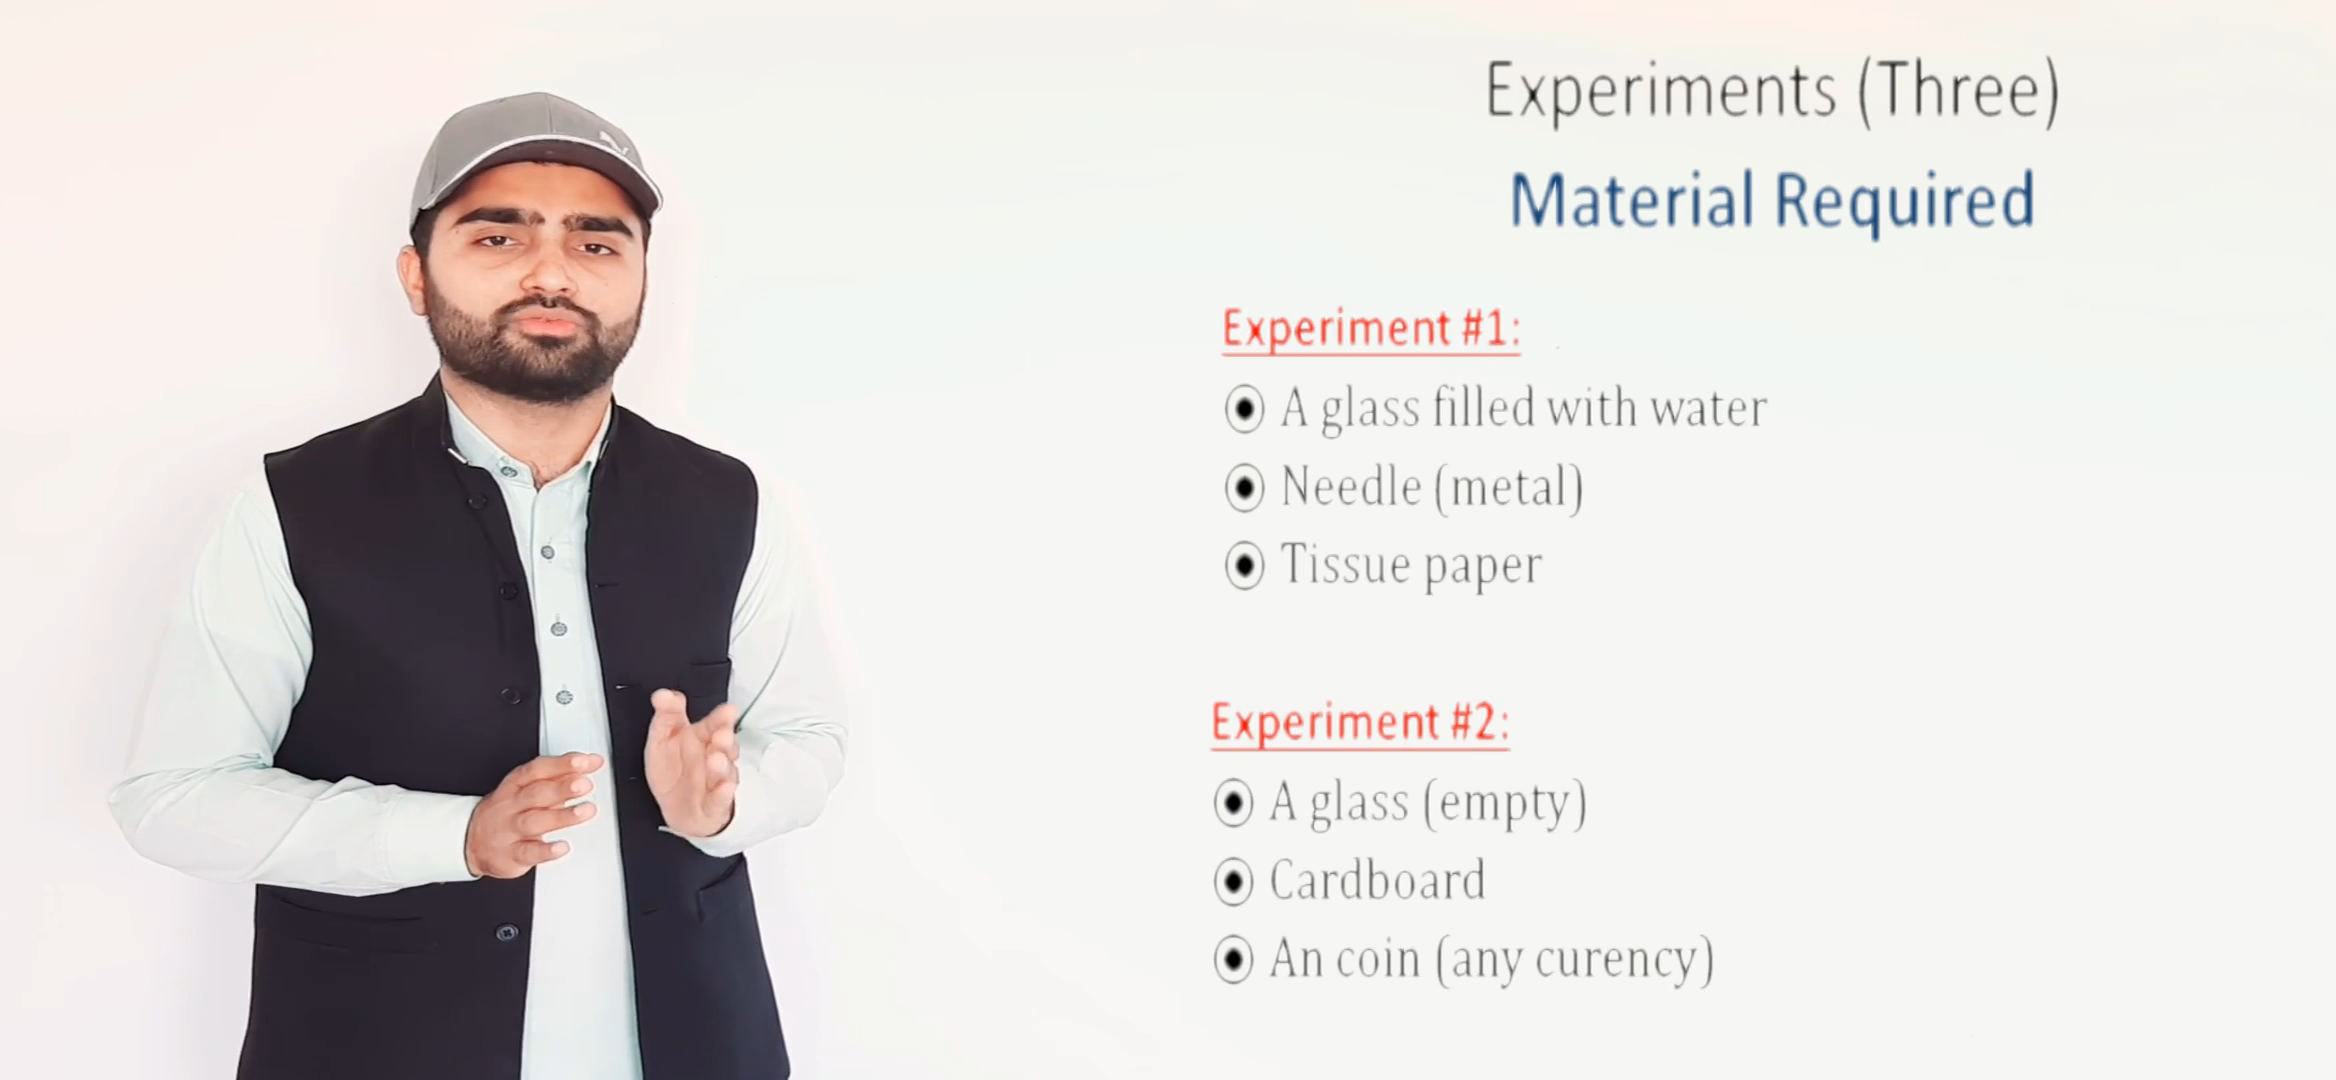 Experiments (Three)
Material Required
Experiment #1:
A glass filled with water
Needle (metal)
Tissue paper
Experiment #2:
A glass (empty)
Cardboard
An coin (any curency)